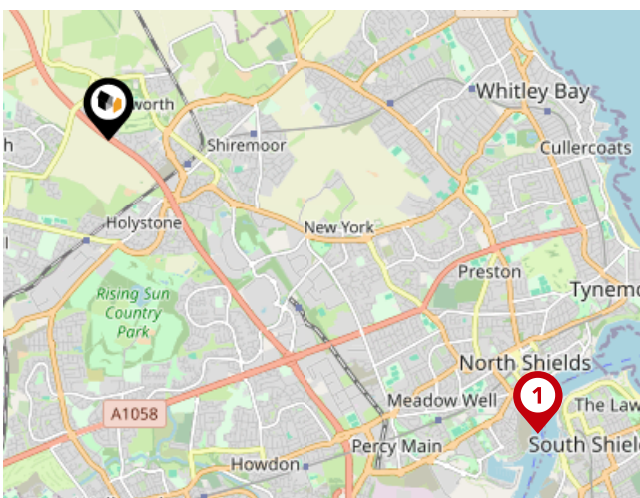 Whitley Bay
worth
Shiremoor
Cullercoats
h
Holystone
New York
Preston
Rising Sun
Country
Park
Tynemo
North Shields
1
Meadow Well
The Law
A1058
Percy Main
South Shiel
Howdon